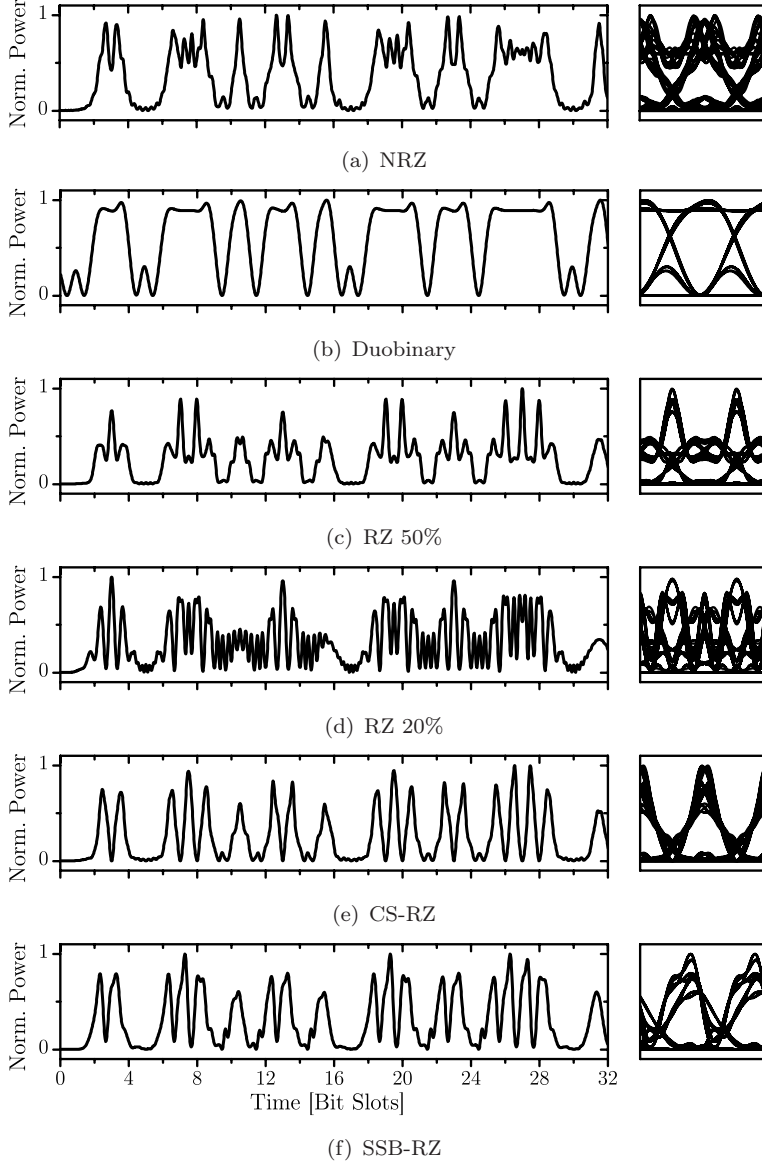 Norm. Power
1
0
(a) NRZ
Norm. Power
1
0
(b) Duobinary
Norm. Power
1
0
(c) RZ 50%
Norm. Power
1
0
(d) RZ 20%
Norm. Power
1
0
(e) CS-RZ
Norm. Power
1
0
0 4 8 12 16 20 24 28 32
Time [Bit Slots]
(f) SSB-RZ